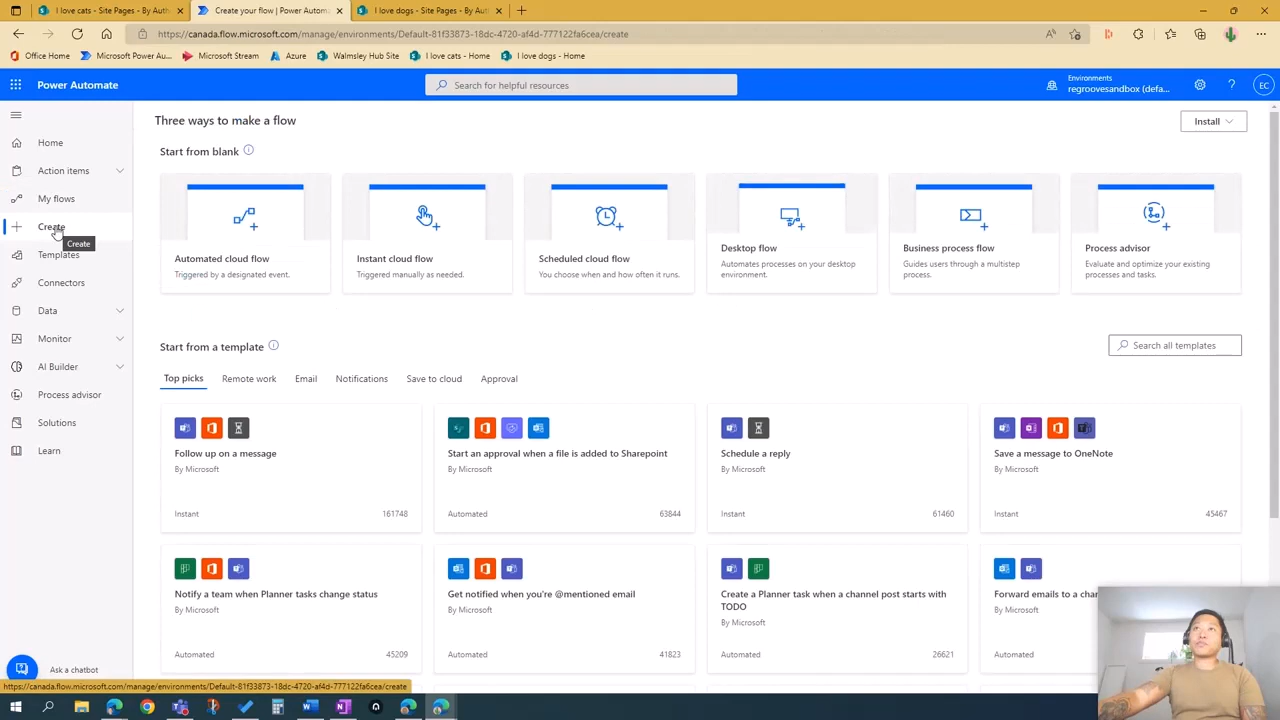 I love cats - Site Pages - By Auth
Create your flow | Power Automa
I love dogs - Site Pages - By Auth
https://canada.flow.microsoft.com/manage/environments/Default-81f33873-18dc-4720-af4d-777122fa6cea/create
Office Home
Microsoft Power Au...
Microsoft Stream
Azure
Walmsley Hub Site
I love cats - Home
I love dogs - Home
Power Automate
Search for helpful resources
Environments
regroovesandbox (defa...
EC
Home
Action items
My flows
Create
Create
Templates
Connectors
Data
Monitor
AI Builder
Process advisor
Solutions
Learn
Ask a chatbot
Three ways to make a flow
Install
Start from blank
Automated cloud flow
Triggered by a designated event.
Instant cloud flow
Triggered manually as needed.
Scheduled cloud flow
You choose when and how often it runs.
Desktop flow
Automates processes on your desktop
environment.
Business process flow
Guides users through a multistep
process.
Process advisor
Evaluate and optimize your existing
processes and tasks.
Start from a template
Search all templates
Top picks
Remote work
Email
Notifications
Save to cloud
Approval
Follow up on a message
By Microsoft
Instant
161748
Start an approval when a file is added to Sharepoint
By Microsoft
Automated
63844
Schedule a reply
By Microsoft
Instant
61460
Save a message to OneNote
By Microsoft
Instant
45467
Notify a team when Planner tasks change status
By Microsoft
Automated
45209
Get notified when you're @mentioned email
By Microsoft
Automated
41823
Create a Planner task when a channel post starts with
TODO
By Microsoft
Automated
26621
Forward emails to a chan
By Microsoft
Automated
https://canada.flow.microsoft.com/manage/environments/Default-81f33873-18dc-4720-af4d-777122fa6cea/create